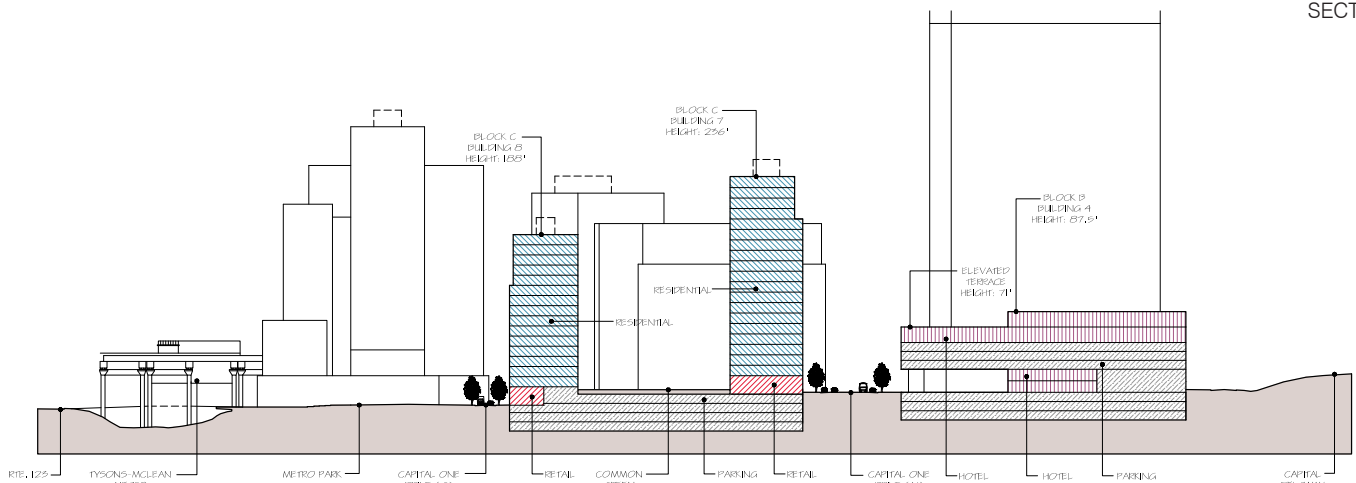 SECT
BLOCK C
BUILDING 7
HEIGHT: 236'
BLOCK C
BUILDING 8
HEIGHT: 188'
BLOCK B
BUILDING 4
HEIGHT: 87.5'
ELEVATED
TERRACE
HEIGHT: 71'
RESIDENTIAL
RESIDENTIAL
RTE. 123
TYSONS-MCLEAN
METRO PARK
CAPITAL ONE
RETAIL
COMMON
PARKING
RETAIL
CAPITAL ONE
HOTEL
HOTEL
PARKING
CAPITAL